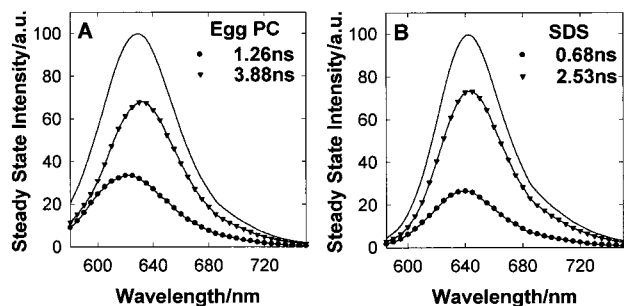 A
Egg PC
1.26ns
3.88ns
Steady State Intensity/a.u.
100
80
60
40
20
0
600
640
680
720
Wavelength/nm
B
SDS
0.68ns
2.53ns
Steady State Intensity/a.u.
100
80
60
40
20
0
600
640
680
720
Wavelength/nm